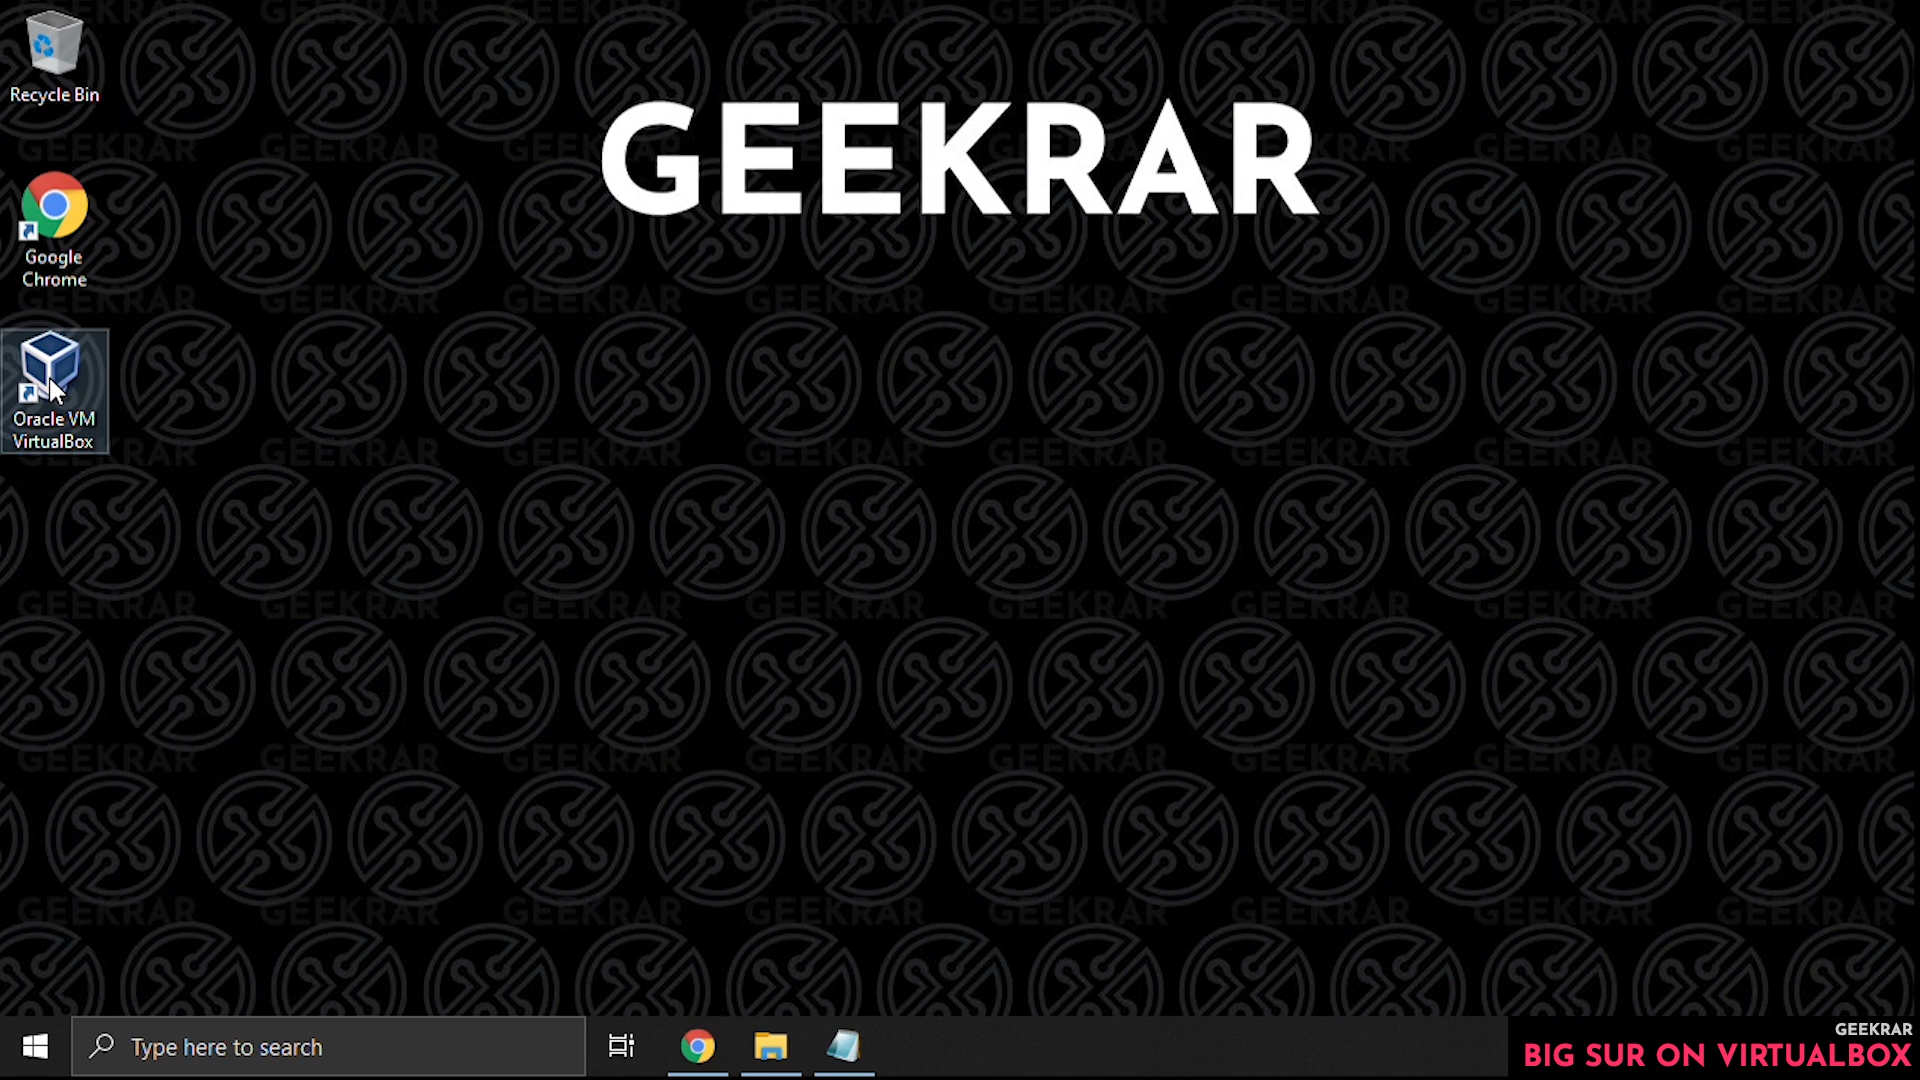 Recycle Bin
GEEKRAR
Google
Chrome
Oracle VM
VirtualBox
Type here to search
GEEKRAR
BIG SUR ON VIRTUALBOX